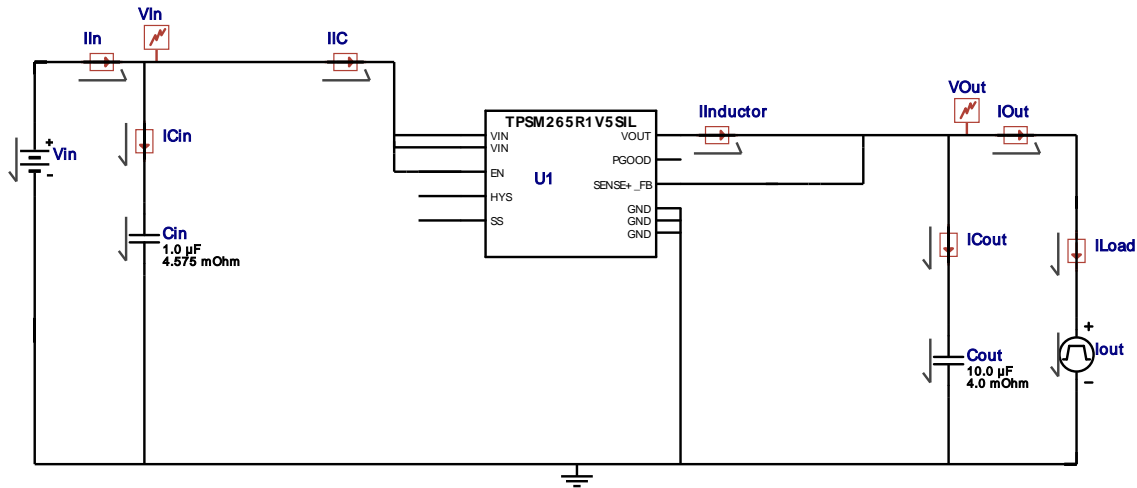 VIn
IIn
IIC
ICin
Vin
+
-
Cin
1.0 µF
4.575 mOhm
TPSM265R1V5SIL
VIN
VIN
EN
HYS
SS
U1
VOUT
PGOOD
SENSE+ _FB
GND
GND
GND
IInductor
VOut
IOut
ICout
ILoad
Cout
10.0 µF
4.0 mOhm
+
Iout
-